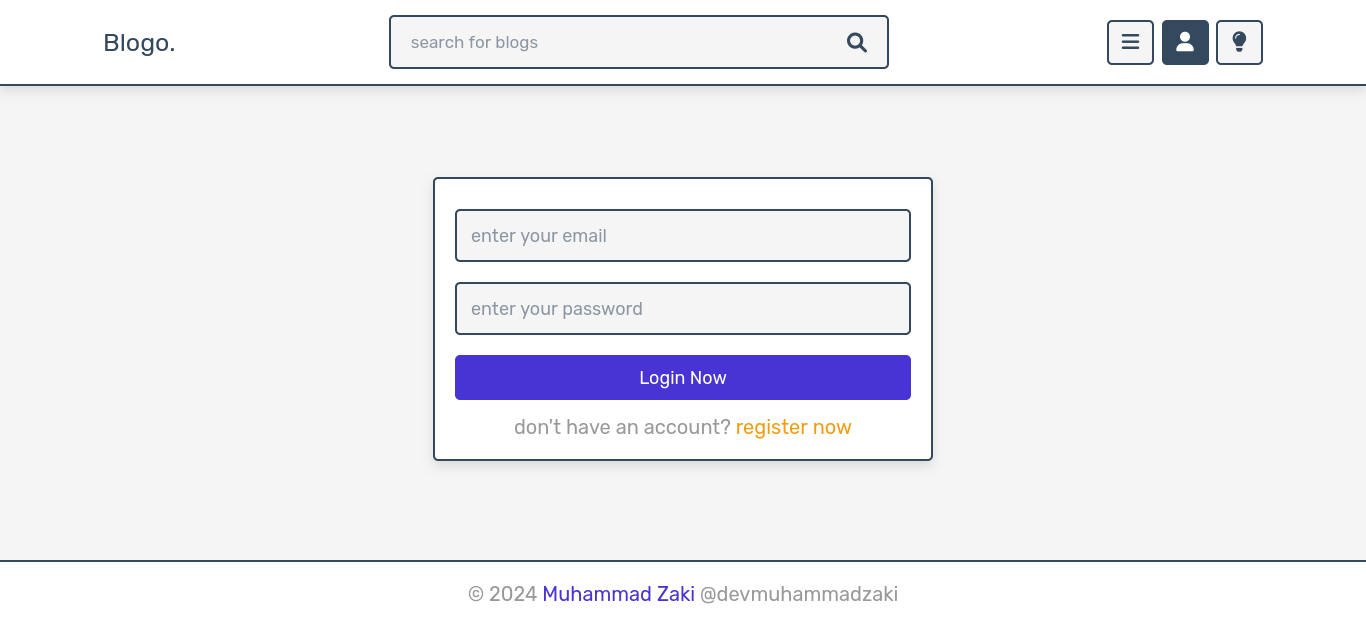 Blogo.
search for blogs
enter your email
enter your password
Login Now
don't have an account? register now
© 2024 Muhammad Zaki @devmuhammadzaki